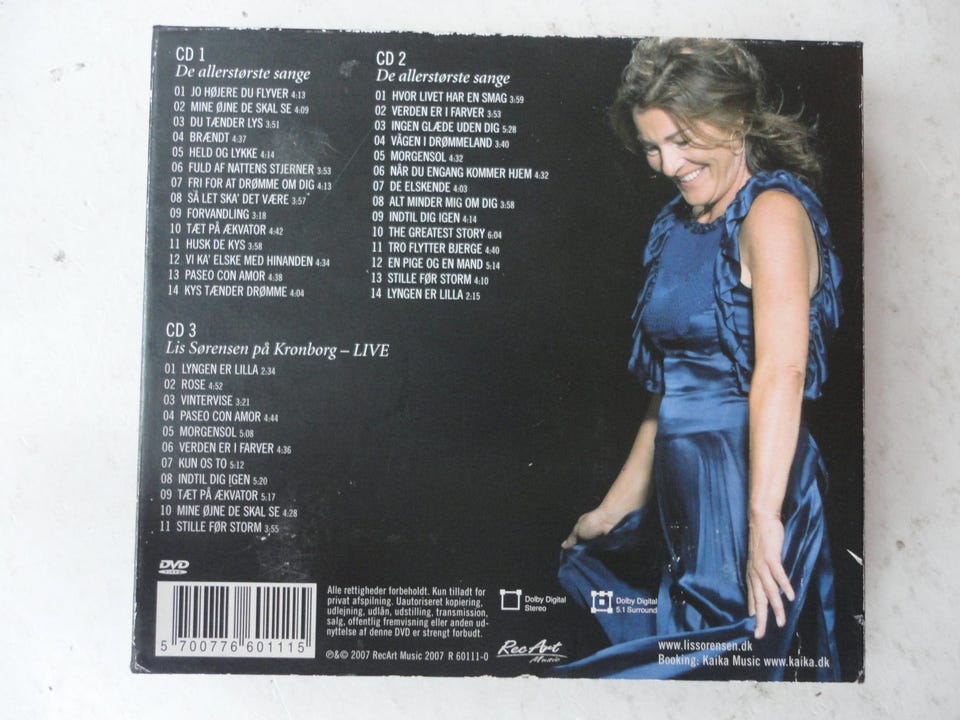 CD 1
De allerstørste sange
01 JO HØJERE DU FLYVER 4:13
02 MINE ØJNE DE SKAL SE 4:09
03 DU TÆNDER LYS 3:51
04 BRÆNDT 4:37
05 HELD OG LYKKE 4:14
06 FULD AF NATTENS STJERNER 3:53
07 FRI FOR AT DRØMME OM DIG 4:13
08 SÅ LET SKA' DET VÆRE 3:57
09 FORVANDLING 3:18
10 TÆT PÅ ÆKVATOR 4:42
11 HUSK DE KYS 3:58
12 VI KA' ELSKE MED HINANDEN 4:34
13 PASEO CON AMOR 4:38
14 KYS TÆNDER DRØMME 4:04
CD 2
De allerstørste sange
01 HVOR LIVET HAR EN SMAG 3:59
02 VERDEN ER I FARVER 3:53
03 INGEN GLÆDE UDEN DIG 5:28
04 VÅGEN I DRØMMELAND 3:40
05 MORGENSOL 4:32
06 NÅR DU ENGANG KOMMER HJEM 4:32
07 DE ELSKENDE 4:03
08 ALT MINDER MIG OM DIG 3:58
09 INDTIL DIG IGEN 4:14
10 THE GREATEST STORY 6:04
11 TRO FLYTTER BJERGE 4:40
12 EN PIGE OG EN MAND 5:14
13 STILLE FØR STORM 4:10
14 LYNGEN ER LILLA 2:15
CD 3
Lis Sørensen på Kronborg – LIVE
01 LYNGEN ER LILLA 2:34
02 ROSE 4:52
03 VINTERVISE 3:21
04 PASEO CON AMOR 4:44
05 MORGENSOL 5:08
06 VERDEN ER I FARVER 4:36
07 KUN OS TO 5:12
08 INDTIL DIG IGEN 5:20
09 TÆT PÅ ÆKVATOR 5:17
10 MINE ØJNE DE SKAL SE 4:28
11 STILLE FØR STORM 3:55
DVD
VIDEO
5 700776 601115
Alle rettigheder forbeholdt. Kun tilladt for
privat afspilning. Uautoriseret kopiering,
udlejning, udlån, udstilling, transmission,
salg, offentlig fremvisning eller anden ud-
nyttelse af denne DVD er strengt forbudt.
℗&© 2007 RecArt Music 2007 R 60111-0
Dolby Digital
Stereo
Dolby Digital
5.1 Surround
RecArt
Music
www.lissorensen.dk
Booking: Kaika Music www.kaika.dk